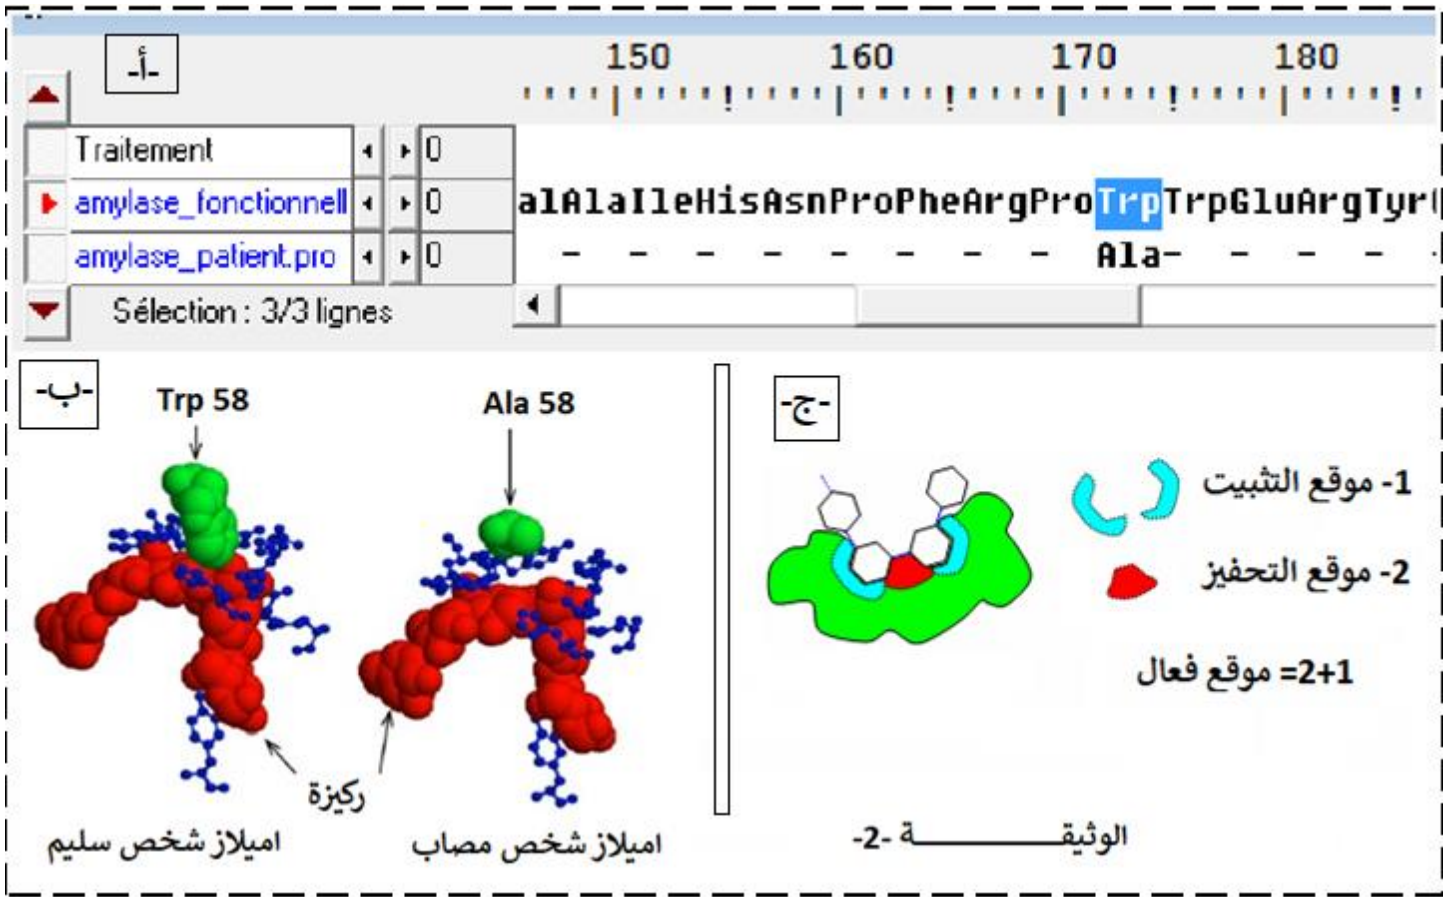 -أ-
150 160 170 180
Traitement 0
amylase_fonctionnell 0 alAlaIleHisAsnProPheArgProTrpTrpGluArgTyr
amylase_patient.pro 0 - - - - - - - - Ala- - - -
Sélection : 3/3 lignes
-ب-
Trp 58
Ala 58
ركيزة
اميلاز شخص سليم
اميلاز شخص مصاب
-ج-
1- موقع التثبيت
2- موقع التحفيز
2+1= موقع فعال
الوثيقـــــــــة -2-